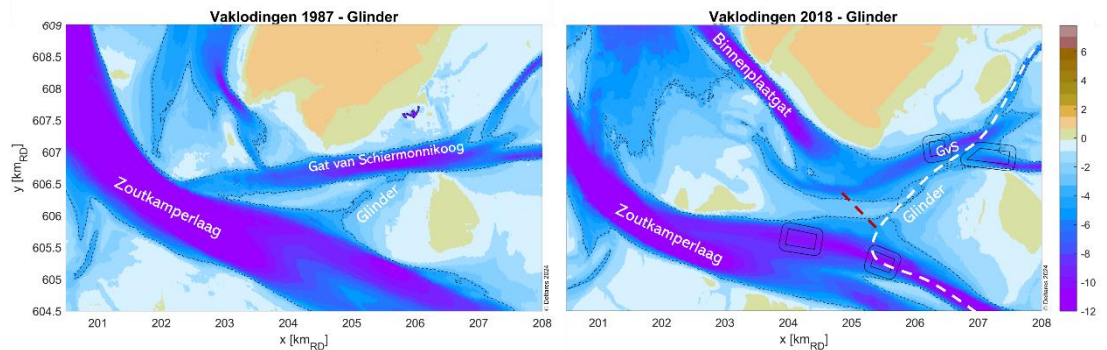 Vaklodingen 1987 - Glinder
609
608.5
608
607.5
607
606.5
606
605.5
605
604.5
y [kmRD]
201
202
203
204
205
206
207
208
x [kmRD]
Zoutkamperlaag
Gat van Schiermonnikoog
Glinder
© Deltares 2024
Vaklodingen 2018 - Glinder
Binnenplaatgat
GvS
Glinder
Zoutkamperlaag
© Deltares 2024
201
202
203
204
205
206
207
208
x [kmRD]
6
4
2
0
-2
-4
-6
-8
-10
-12